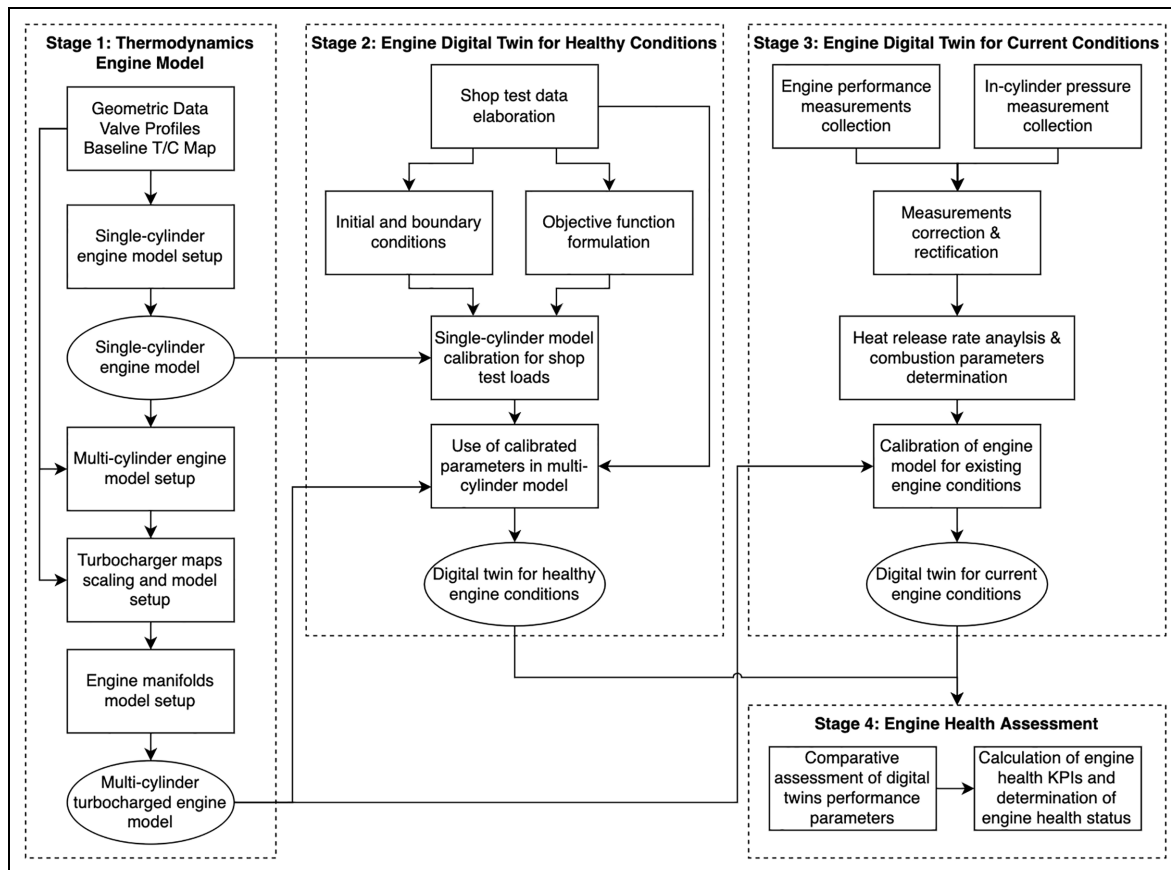 Stage 1: Thermodynamics
Engine Model
Geometric Data
Valve Profiles
Baseline T/C Map
Single-cylinder
engine model setup
Single-cylinder
engine model
Multi-cylinder engine
model setup
Turbocharger maps
scaling and model
setup
Engine manifolds
model setup
Multi-cylinder
turbocharged engine
model
Stage 2: Engine Digital Twin for Healthy Conditions
Shop test data
elaboration
Initial and boundary
conditions
Objective function
formulation
Single-cylinder model
calibration for shop
test loads
Use of calibrated
parameters in multi-
cylinder model
Digital twin for healthy
engine conditions
Stage 3: Engine Digital Twin for Current Conditions
Engine performance
measurements
collection
In-cylinder pressure
measurement
collection
Measurements
correction &
rectification
Heat release rate anaylsis &
combustion parameters
determination
Calibration of engine
model for existing
engine conditions
Digital twin for current
engine conditions
Stage 4: Engine Health Assessment
Comparative
assessment of digital
twins performance
parameters
Calculation of engine
health KPIs and
determination of
engine health status